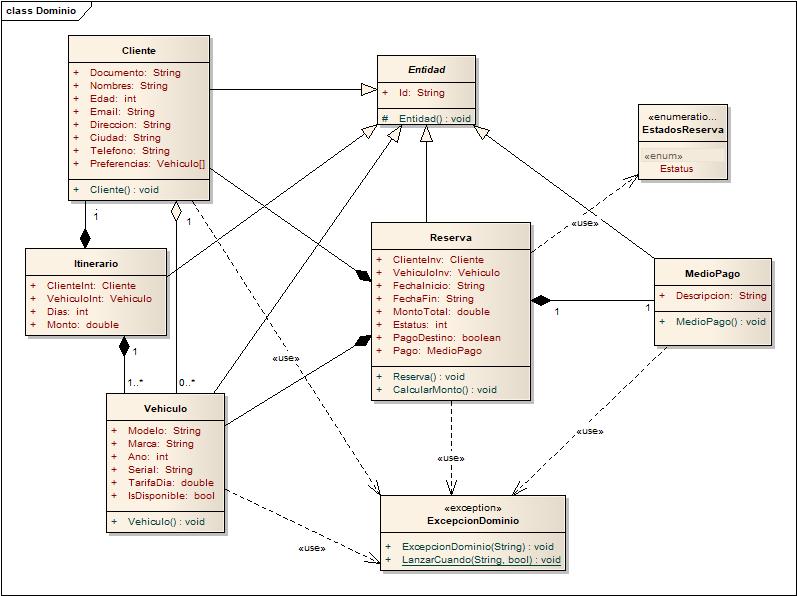 class Dominio
Cliente
+ Documento: String
+ Nombres: String
+ Edad: int
+ Email: String
+ Direccion: String
+ Ciudad: String
+ Telefono: String
+ Preferencias: Vehiculo[]
+ Cliente() : void
Entidad
+ Id: String
# Entidad() : void
«enumeratio...
EstadosReserva
«enum»
Estatus
1
1
«use»
Itinerario
+ ClienteInt: Cliente
+ VehiculoInt: Vehiculo
+ Dias: int
+ Monto: double
Reserva
+ ClienteInv: Cliente
+ VehiculoInv: Vehiculo
+ FechaInicio: String
+ FechaFin: String
+ MontoTotal: double
+ Estatus: int
+ PagoDestino: boolean
+ Pago: MedioPago
+ Reserva() : void
+ CalcularMonto() : void
MedioPago
+ Descripcion: String
+ MedioPago() : void
1
1
1
«use»
1..*
0..*
Vehiculo
+ Modelo: String
+ Marca: String
+ Ano: int
+ Serial: String
+ TarifaDia: double
+ IsDisponible: bool
+ Vehiculo() : void
«use»
«use»
«use»
«exception»
ExcepcionDominio
+ ExcepcionDominio(String) : void
+ LanzarCuando(String, bool) : void